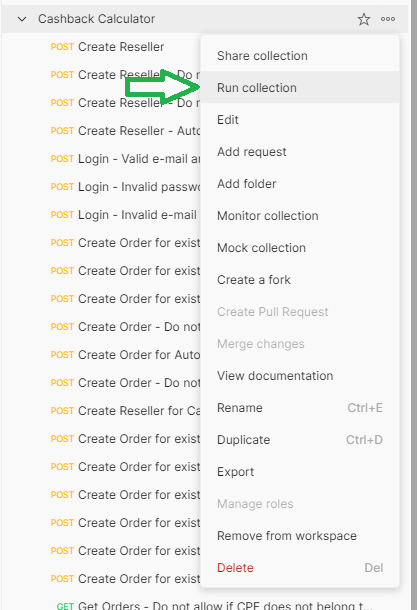 Cashback Calculator
POST Create Reseller
POST Create Reseller - Do n
POST Create Reseller - Do n
POST Create Reseller - Auto
POST Login - Valid e-mail an
POST Login - Invalid passwo
POST Login - Invalid e-mail
POST Create Order for exist
POST Create Order for exist
POST Create Order for exist
POST Create Order - Do not
POST Create Order for Auto
POST Create Order - Do not
POST Create Reseller for Ca
POST Create Order for exist
POST Create Order for exist
POST Create Order for exist
POST Create Order for exist
POST Create Order for exist
POST Create Order for exist
GET Get Orders - Do not allow if CPF does not belong t...
Share collection
Run collection
Edit
Add request
Add folder
Monitor collection
Mock collection
Create a fork
Create Pull Request
Merge changes
View documentation
Rename Ctrl+E
Duplicate Ctrl+D
Export
Manage roles
Remove from workspace
Delete Del